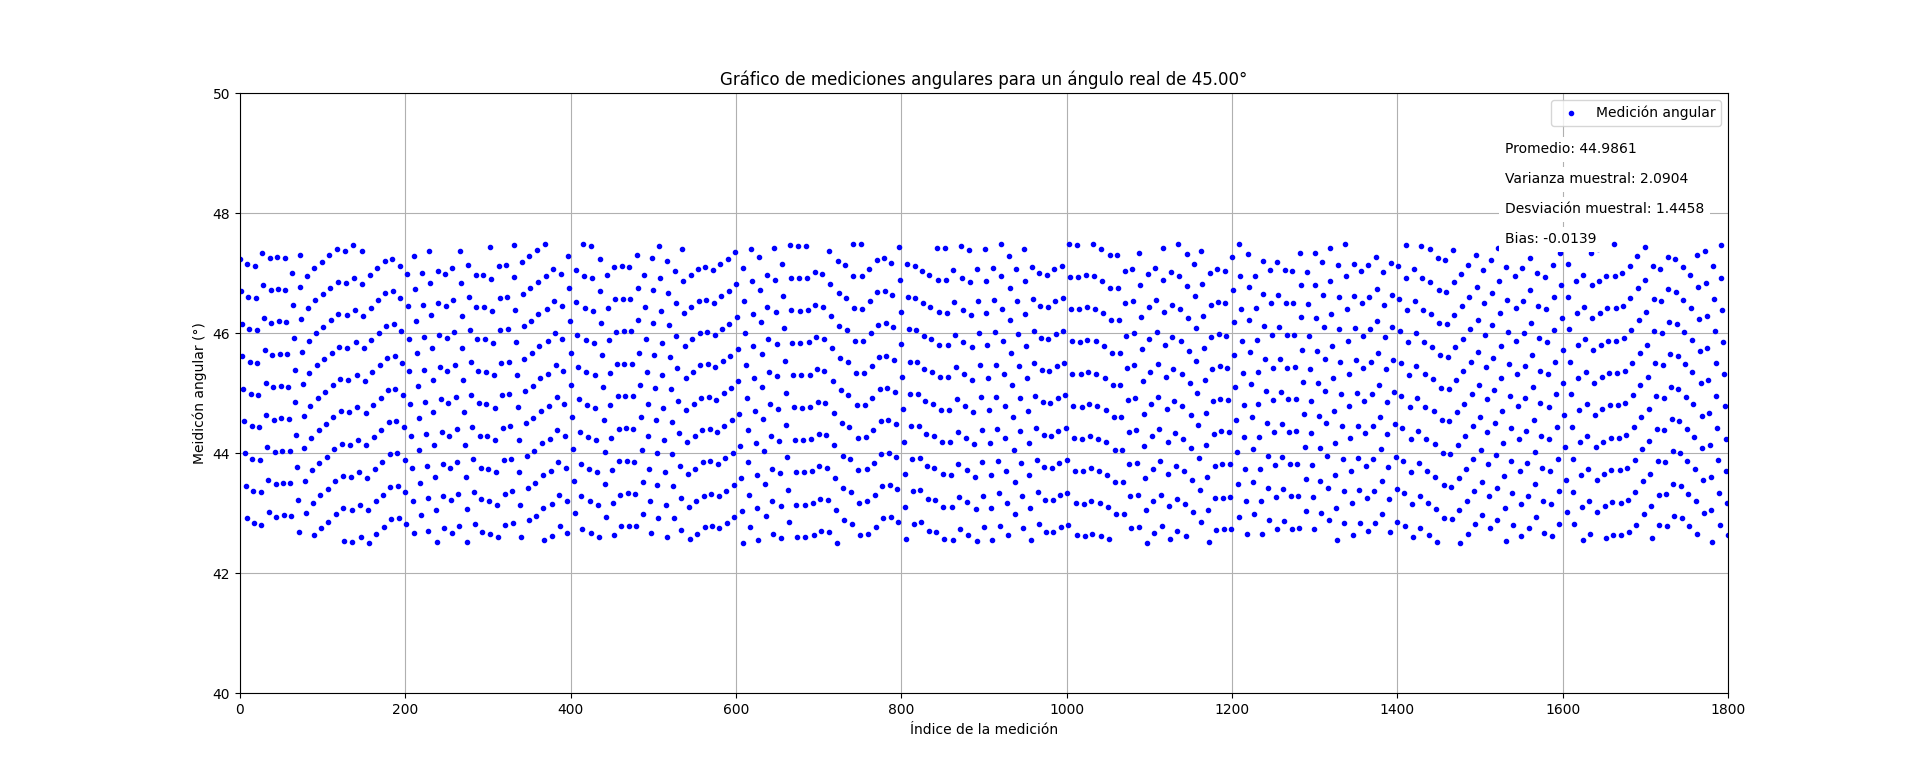 Gráfico de mediciones angulares para un ángulo real de 45.00°
Medición angular
Promedio: 44.9861
Varianza muestral: 2.0904
Desviación muestral: 1.4458
Bias: -0.0139
Meidicón angular (°)
50
48
46
44
42
40
0 200 400 600 800 1000 1200 1400 1600 1800
Índice de la medición